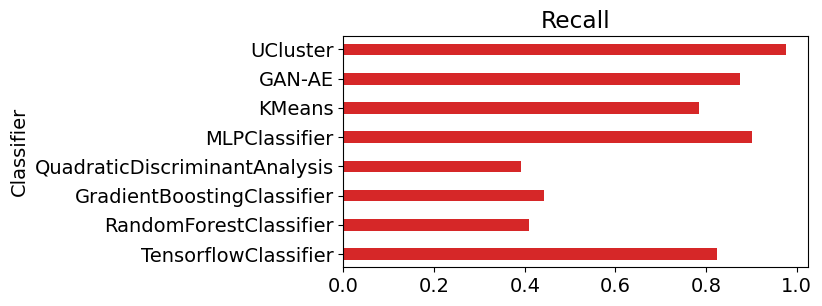 Recall
Classifier
UCluster
GAN-AE
KMeans
MLPClassifier
QuadraticDiscriminantAnalysis
GradientBoostingClassifier
RandomForestClassifier
TensorflowClassifier
0.0 0.2 0.4 0.6 0.8 1.0